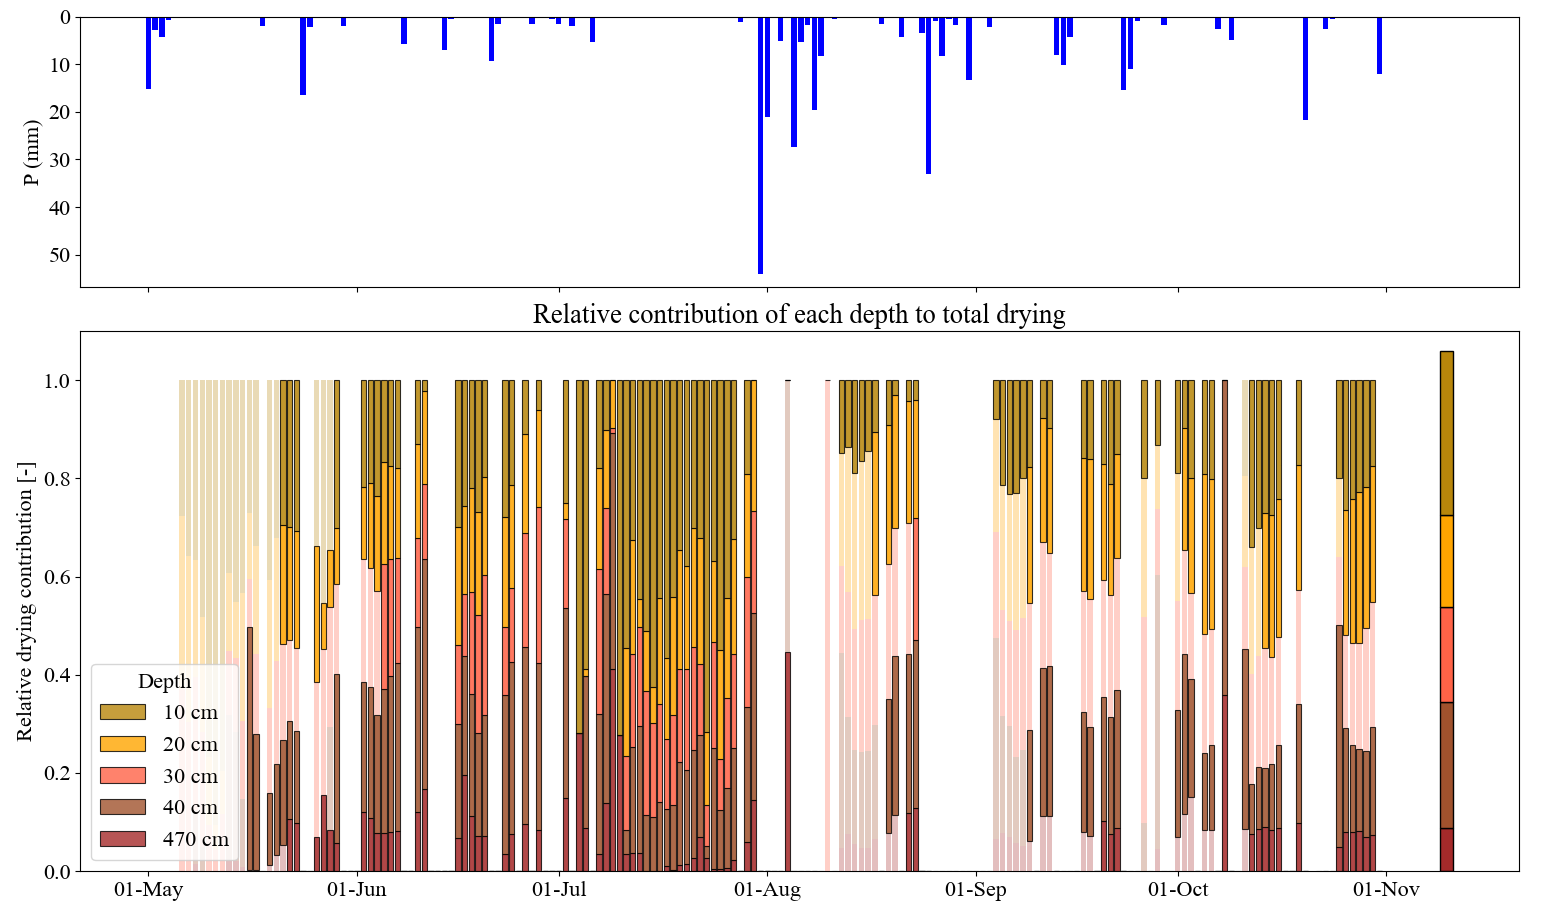 0
10
20
30
40
50
P (mm)
Relative contribution of each depth to total drying
1.0
0.8
0.6
0.4
0.2
0.0
Relative drying contribution [-]
Depth
10 cm
20 cm
30 cm
40 cm
470 cm
01-May 01-Jun 01-Jul 01-Aug 01-Sep 01-Oct 01-Nov